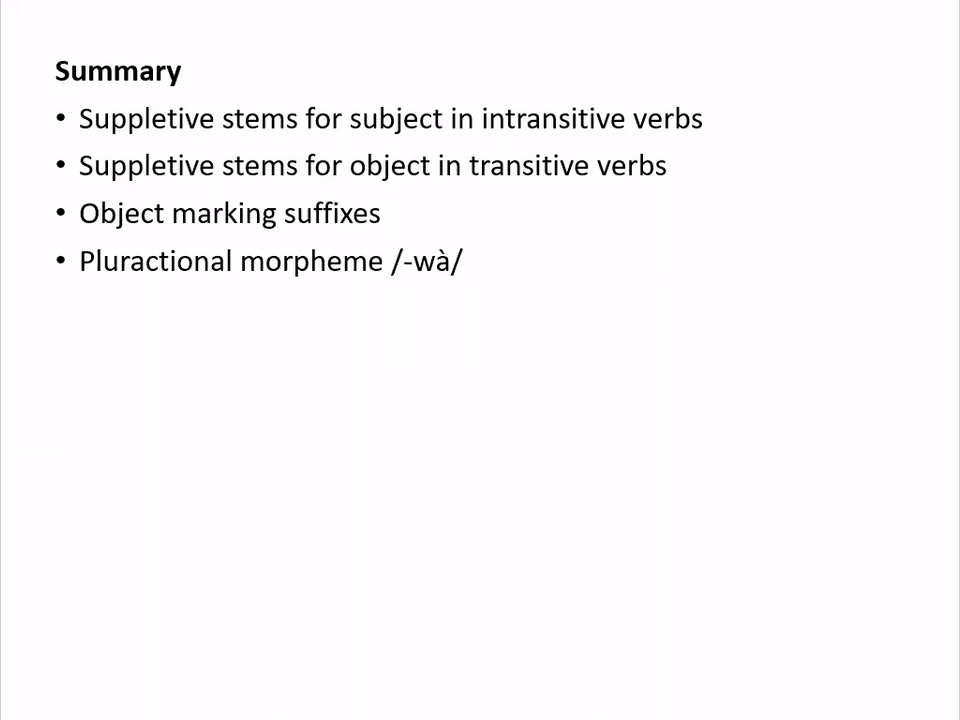 Summary
• Suppletive stems for subject in intransitive verbs
• Suppletive stems for object in transitive verbs
• Object marking suffixes
• Pluractional morpheme /-wà/